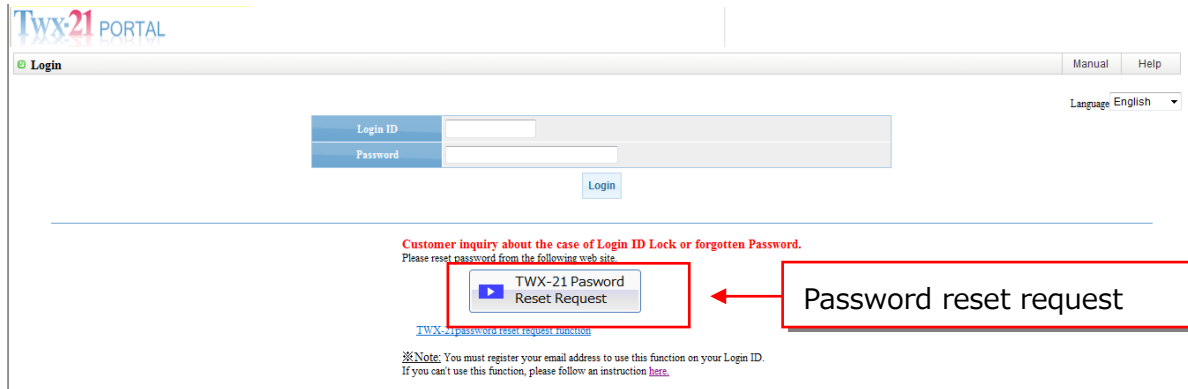 Twx-21 PORTAL
Login
Manual Help
Language English
Login ID
Password
Login
Customer inquiry about the case of Login ID Lock or forgotten Password.
Please reset password from the following web site.
TWX-21 Pasword
Reset Request
Password reset request
TWX-21password reset request function
※Note: You must register your email address to use this function on your Login ID.
If you can't use this function, please follow an instruction here.